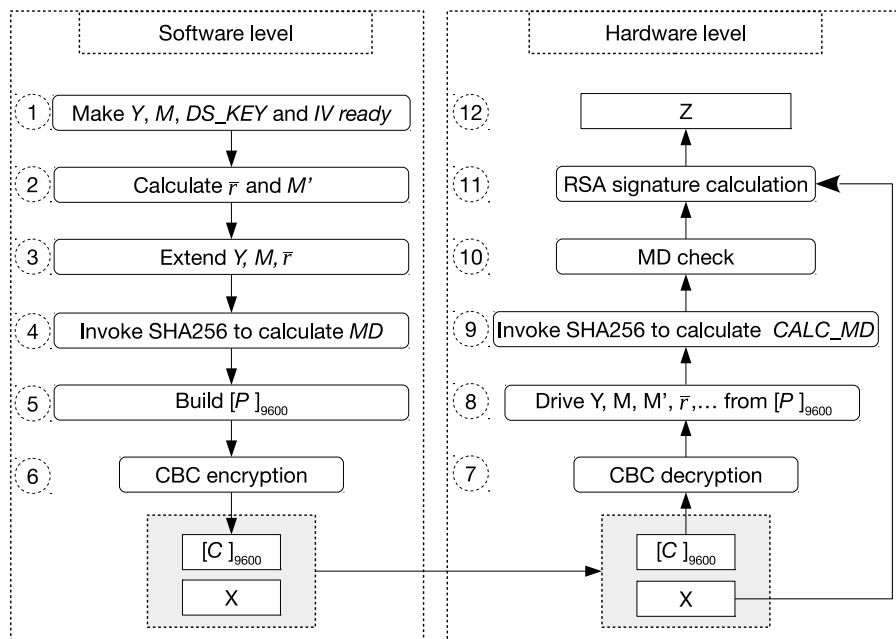 Software level
1
Make Y, M, DS_KEY and IV ready
2
Calculate r̄ and M'
3
Extend Y, M, r̄
4
Invoke SHA256 to calculate MD
5
Build [P ]9600
6
CBC encryption
[C ]9600
X
Hardware level
12
Z
11
RSA signature calculation
10
MD check
9
Invoke SHA256 to calculate CALC_MD
8
Drive Y, M, M', r̄ ,... from [P ]9600
7
CBC decryption
[C ]9600
X